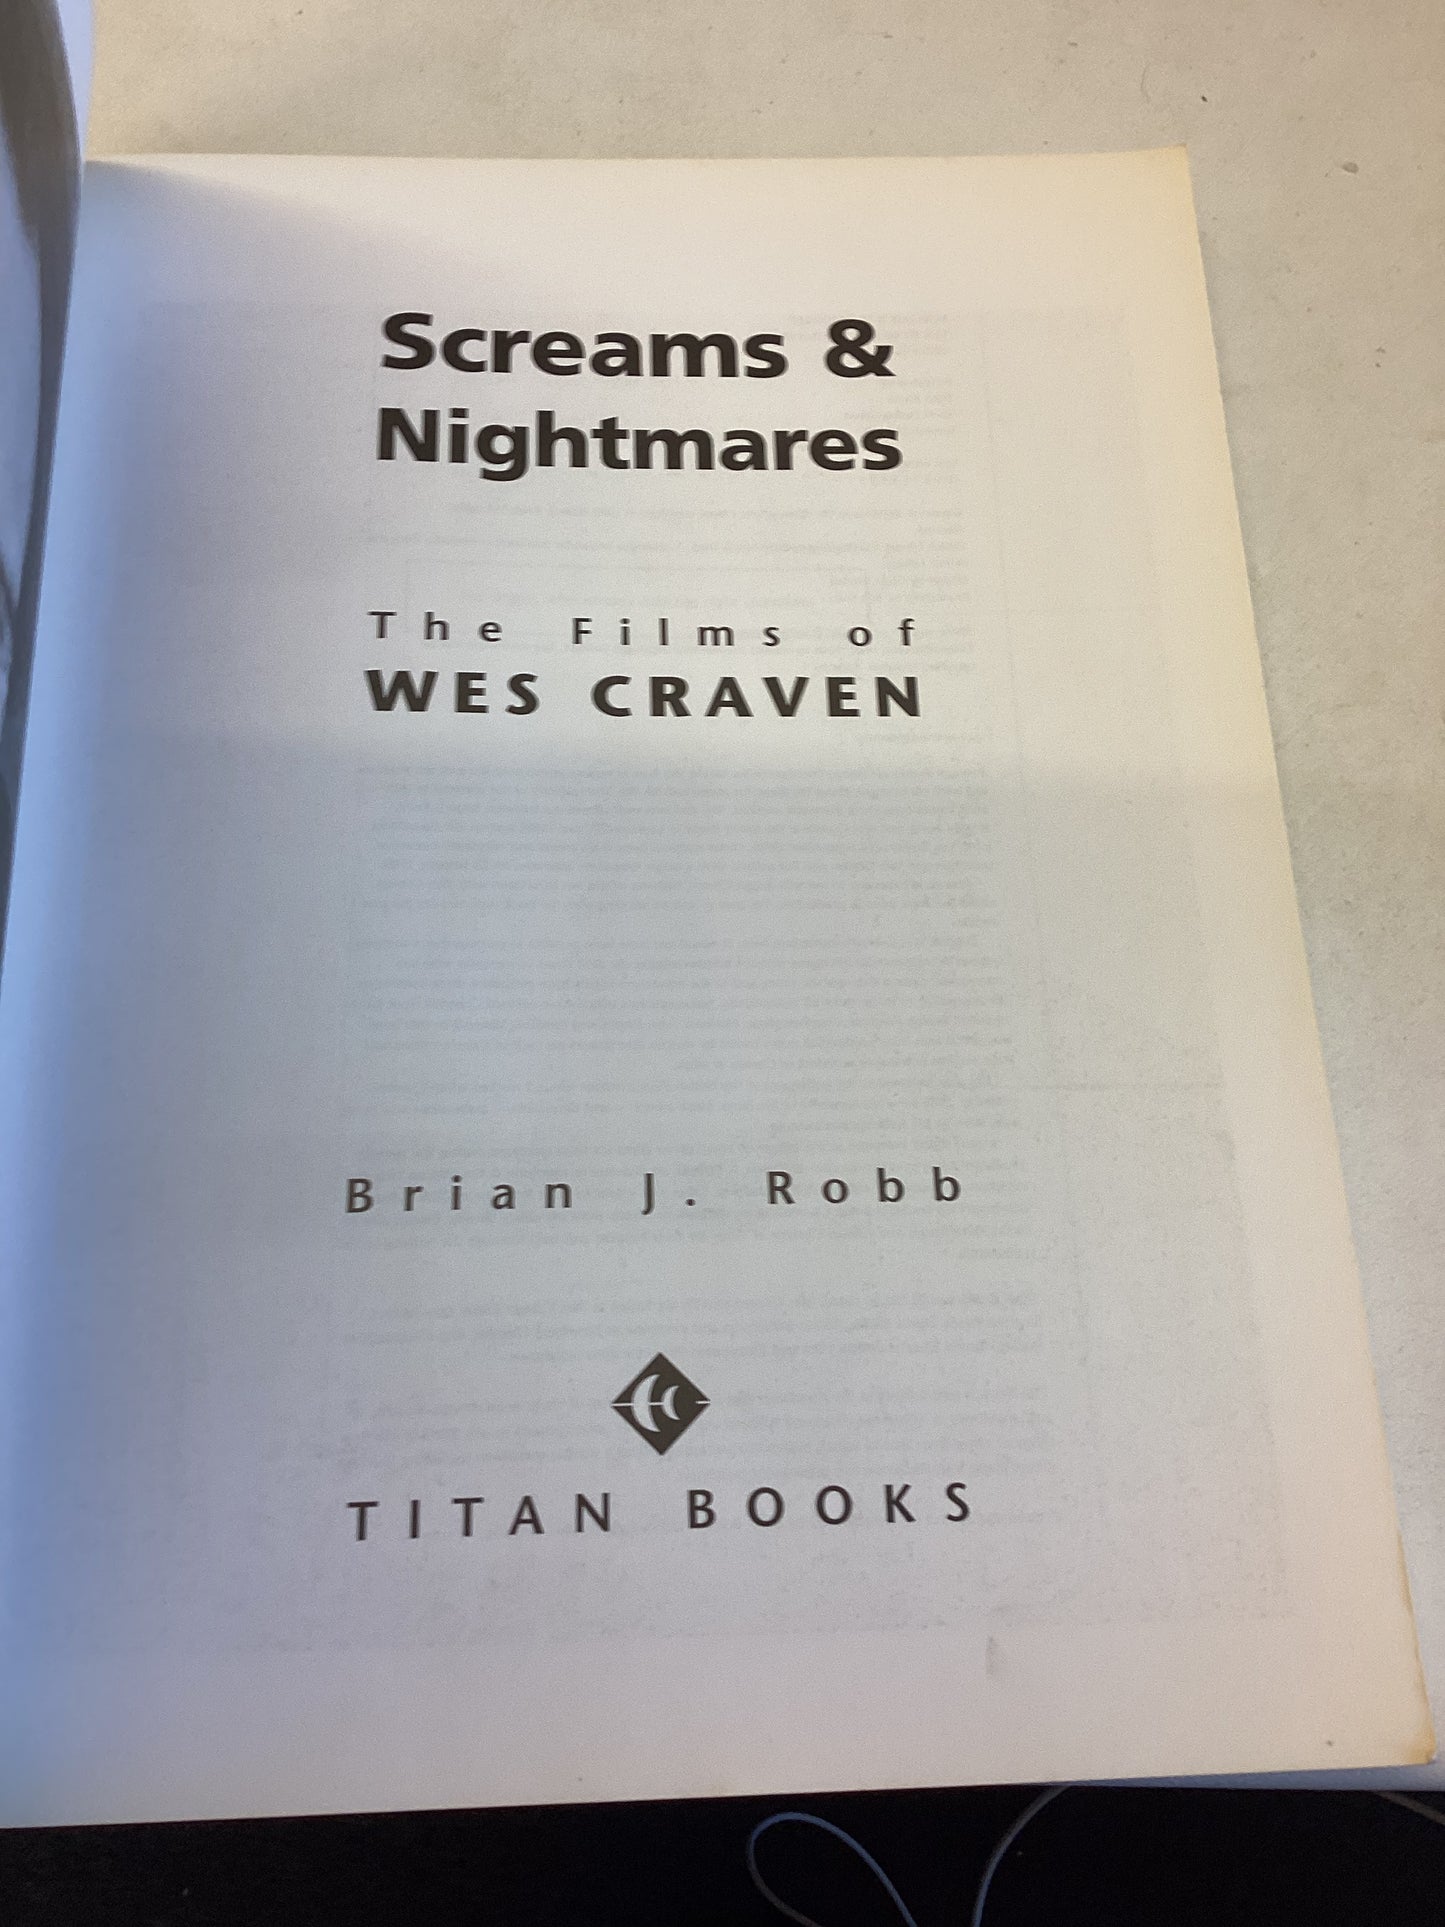 Screams &
Nightmares
The Films of
WES CRAVEN
Brian J. Robb
TITAN BOOKS